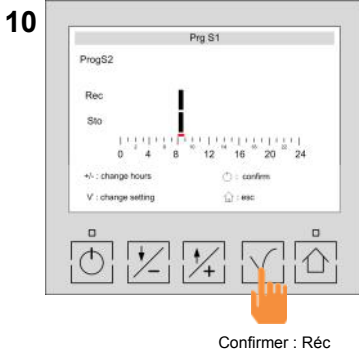 10
Prg S1
ProgS2
Rec
Sto
0 4 8 12 16 20 24
+/- : change hours : confirm
V : change setting : esc
- +
Confirmer : Réc